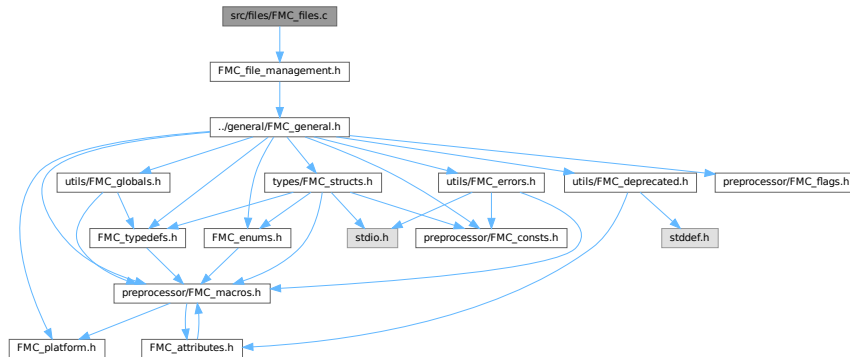 src/files/FMC_files.c
FMC_file_management.h
../general/FMC_general.h
utils/FMC_globals.h
types/FMC_structs.h
utils/FMC_errors.h
utils/FMC_deprecated.h
preprocessor/FMC_flags.h
FMC_typedefs.h
FMC_enums.h
stdio.h
preprocessor/FMC_consts.h
stddef.h
preprocessor/FMC_macros.h
FMC_platform.h
FMC_attributes.h